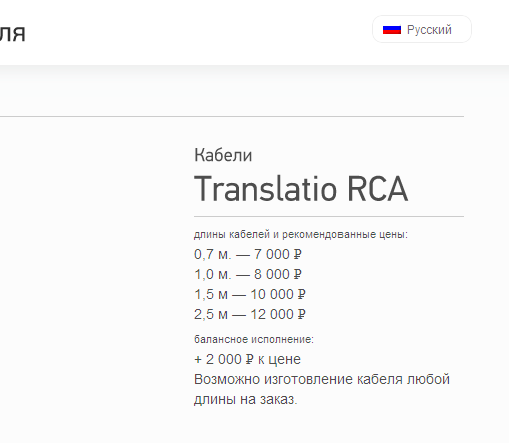 ля
Русский
Кабели
Translatio RCA
длины кабелей и рекомендованные цены:
0,7 м. — 7 000 ₽
1,0 м. — 8 000 ₽
1,5 м — 10 000 ₽
2,5 м — 12 000 ₽
балансное исполнение:
+ 2 000 ₽ к цене
Возможно изготовление кабеля любой
длины на заказ.